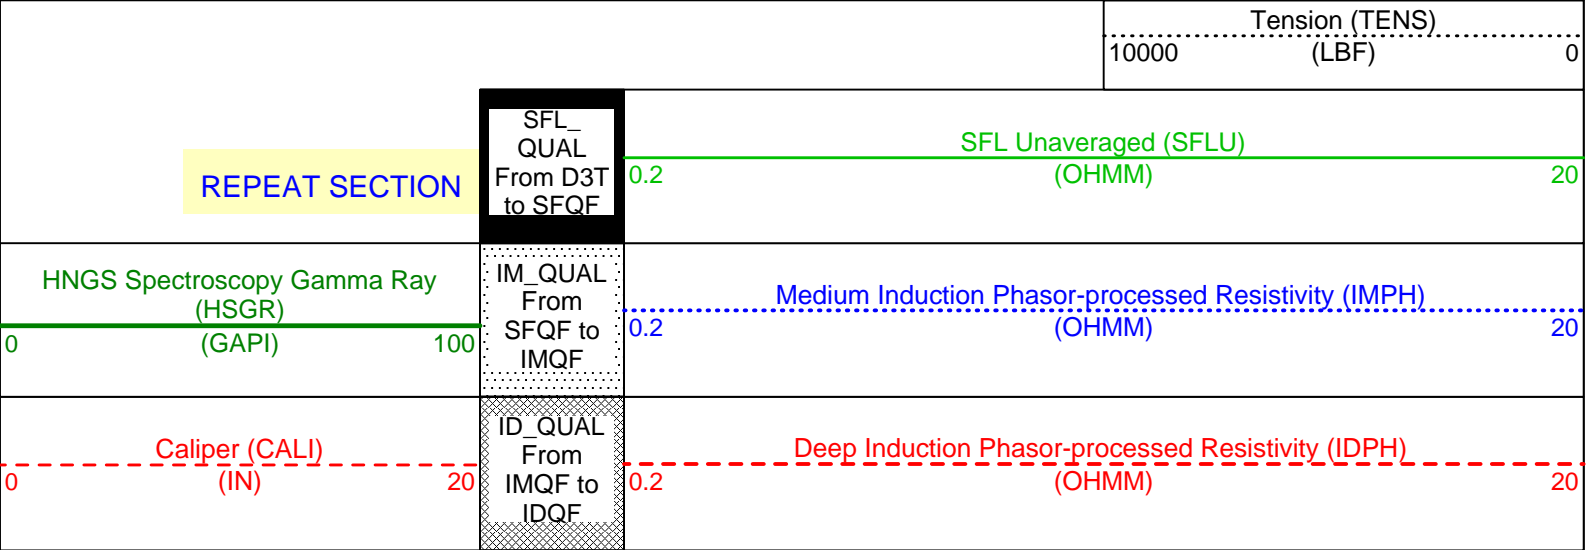 Tension (TENS)
10000 (LBF) 0
REPEAT SECTION
SFL_
QUAL
From D3T
to SFQF
SFL Unaveraged (SFLU)
0.2 (OHMM) 20
HNGS Spectroscopy Gamma Ray
(HSGR)
0 (GAPI) 100
IM_QUAL
From
SFQF to
IMQF
Medium Induction Phasor-processed Resistivity (IMPH)
0.2 (OHMM) 20
Caliper (CALI)
0 (IN) 20
ID_QUAL
From
IMQF to
IDQF
Deep Induction Phasor-processed Resistivity (IDPH)
0.2 (OHMM) 20